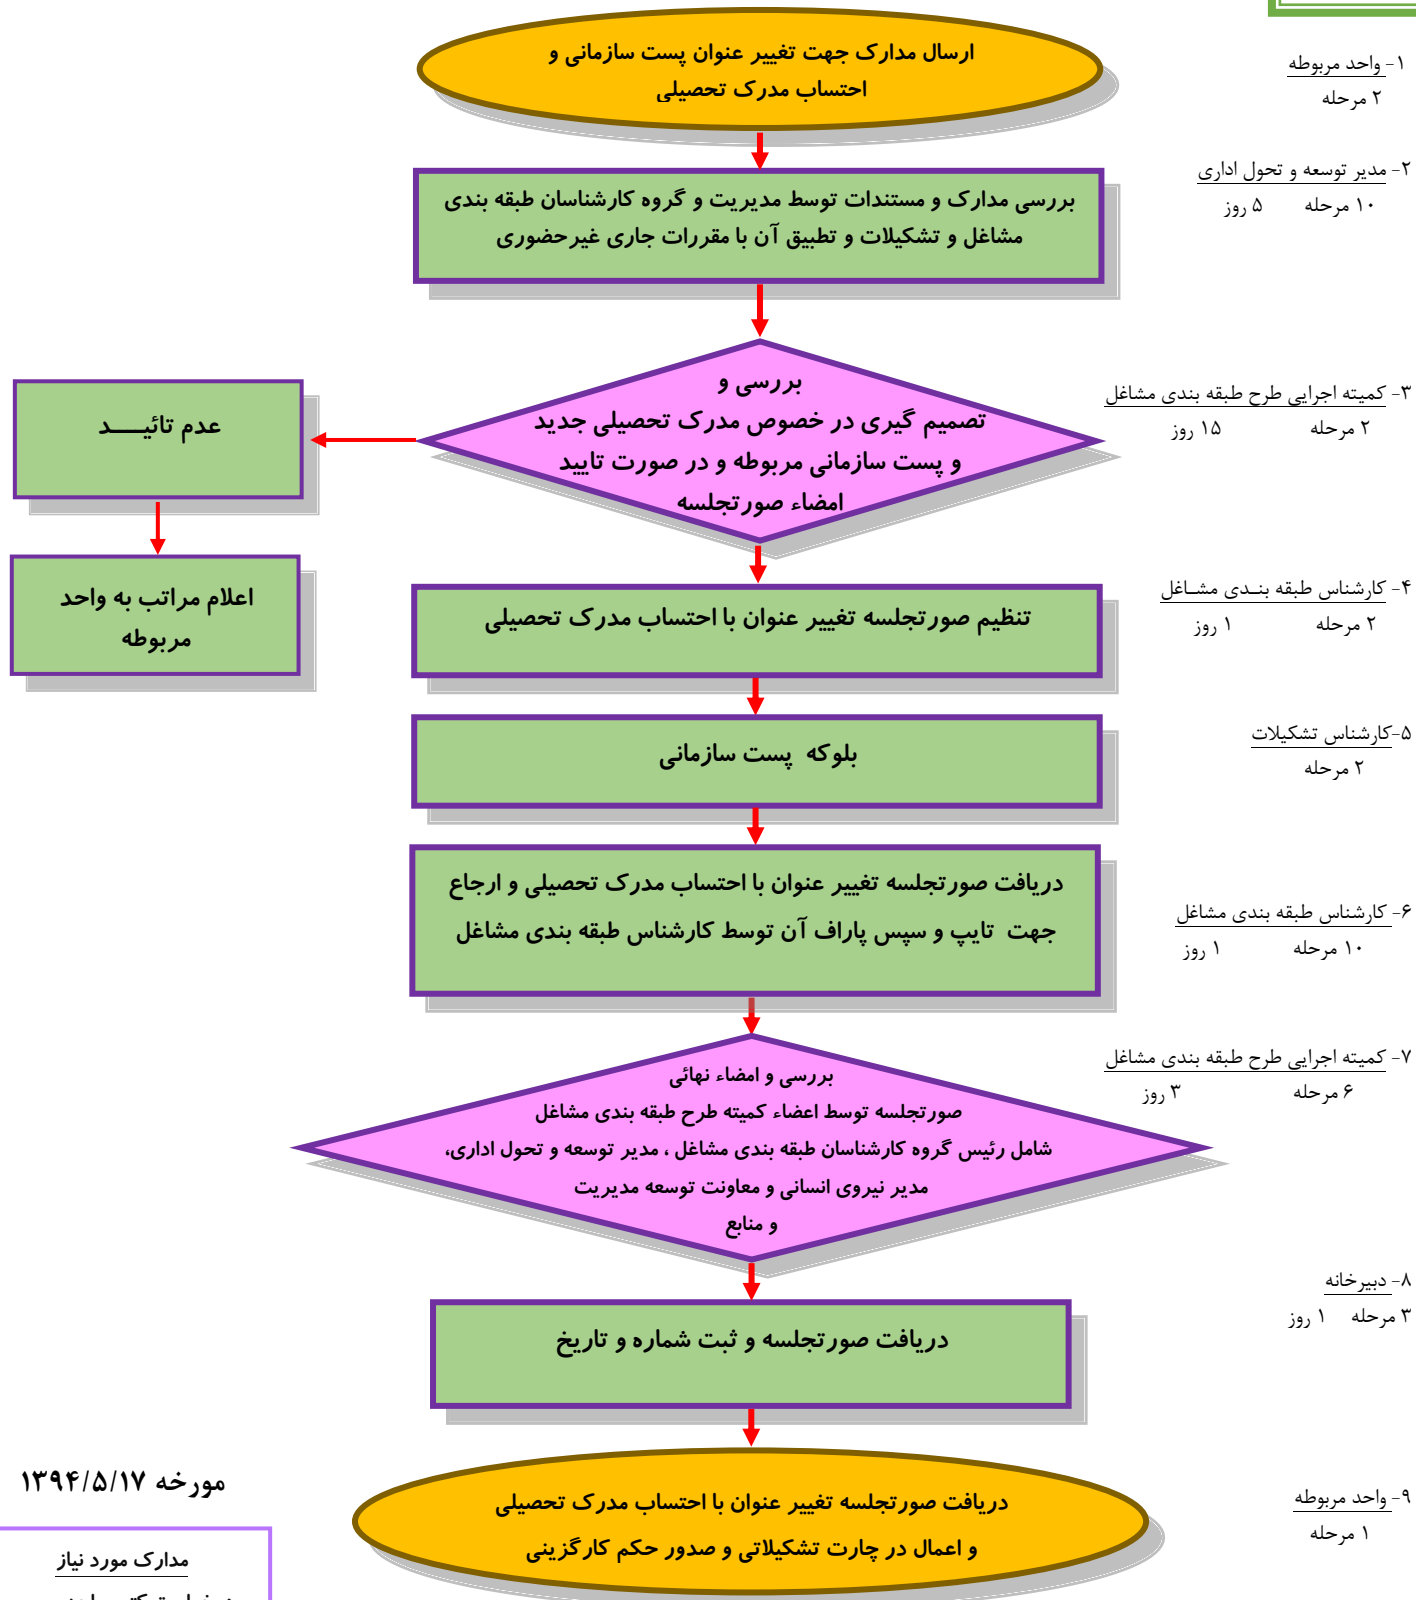 ارسال مدارک جهت تغییر عنوان پست سازمانی و
احتساب مدرک تحصیلی
۱- واحد مربوطه
۲ مرحله
بررسی مدارک و مستندات توسط مدیریت و گروه کارشناسان طبقه بندی
مشاغل و تشکیلات و تطبیق آن با مقررات جاری غیرحضوری
۲- مدیر توسعه و تحول اداری
۱۰ مرحله ۵ روز
بررسی و
تصمیم گیری در خصوص مدرک تحصیلی جدید
و پست سازمانی مربوطه و در صورت تایید
امضاء صورتجلسه
۳- کمیته اجرایی طرح طبقه بندی مشاغل
۲ مرحله ۱۵ روز
عدم تائیـــــد
اعلام مراتب به واحد
مربوطه
تنظیم صورتجلسه تغییر عنوان با احتساب مدرک تحصیلی
۴- کارشناس طبقه بنـدی مشـاغل
۲ مرحله ۱ روز
بلوکه پست سازمانی
۵-کارشناس تشکیلات
۲ مرحله
دریافت صورتجلسه تغییر عنوان با احتساب مدرک تحصیلی و ارجاع
جهت تایپ و سپس پاراف آن توسط کارشناس طبقه بندی مشاغل
۶- کارشناس طبقه بندی مشاغل
۱۰ مرحله ۱ روز
بررسی و امضاء نهائی
صورتجلسه توسط اعضاء کمیته طرح طبقه بندی مشاغل
شامل رئیس گروه کارشناسان طبقه بندی مشاغل ، مدیر توسعه و تحول اداری،
مدیر نیروی انسانی و معاونت توسعه مدیریت
و منابع
۷- کمیته اجرایی طرح طبقه بندی مشاغل
۶ مرحله ۳ روز
دریافت صورتجلسه و ثبت شماره و تاریخ
۸- دبیرخانه
۳ مرحله ۱ روز
دریافت صورتجلسه تغییر عنوان با احتساب مدرک تحصیلی
و اعمال در چارت تشکیلاتی و صدور حکم کارگزینی
۹- واحد مربوطه
۱ مرحله
مورخه ۱۳۹۴/۵/۱۷
مدارک مورد نیاز